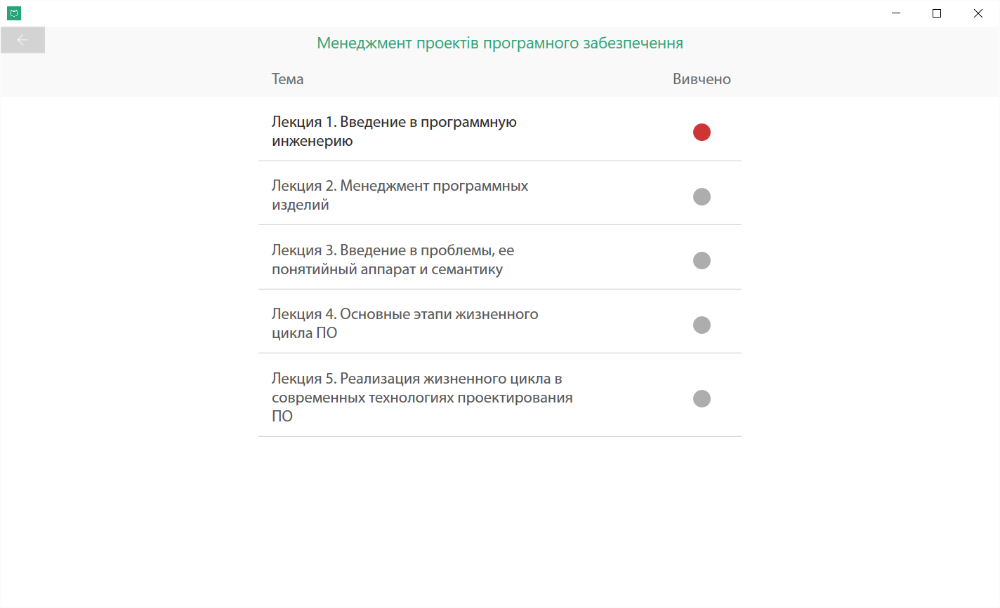 Менеджмент проектів програмного забезпечення
Тема Вивчено
Лекция 1. Введение в программную
инженерию
Лекция 2. Менеджмент программных
изделий
Лекция 3. Введение в проблемы, ее
понятийный аппарат и семантику
Лекция 4. Основные этапи жизненного
цикла ПО
Лекция 5. Реализация жизненного цикла в
современных технологиях проектирования
ПО